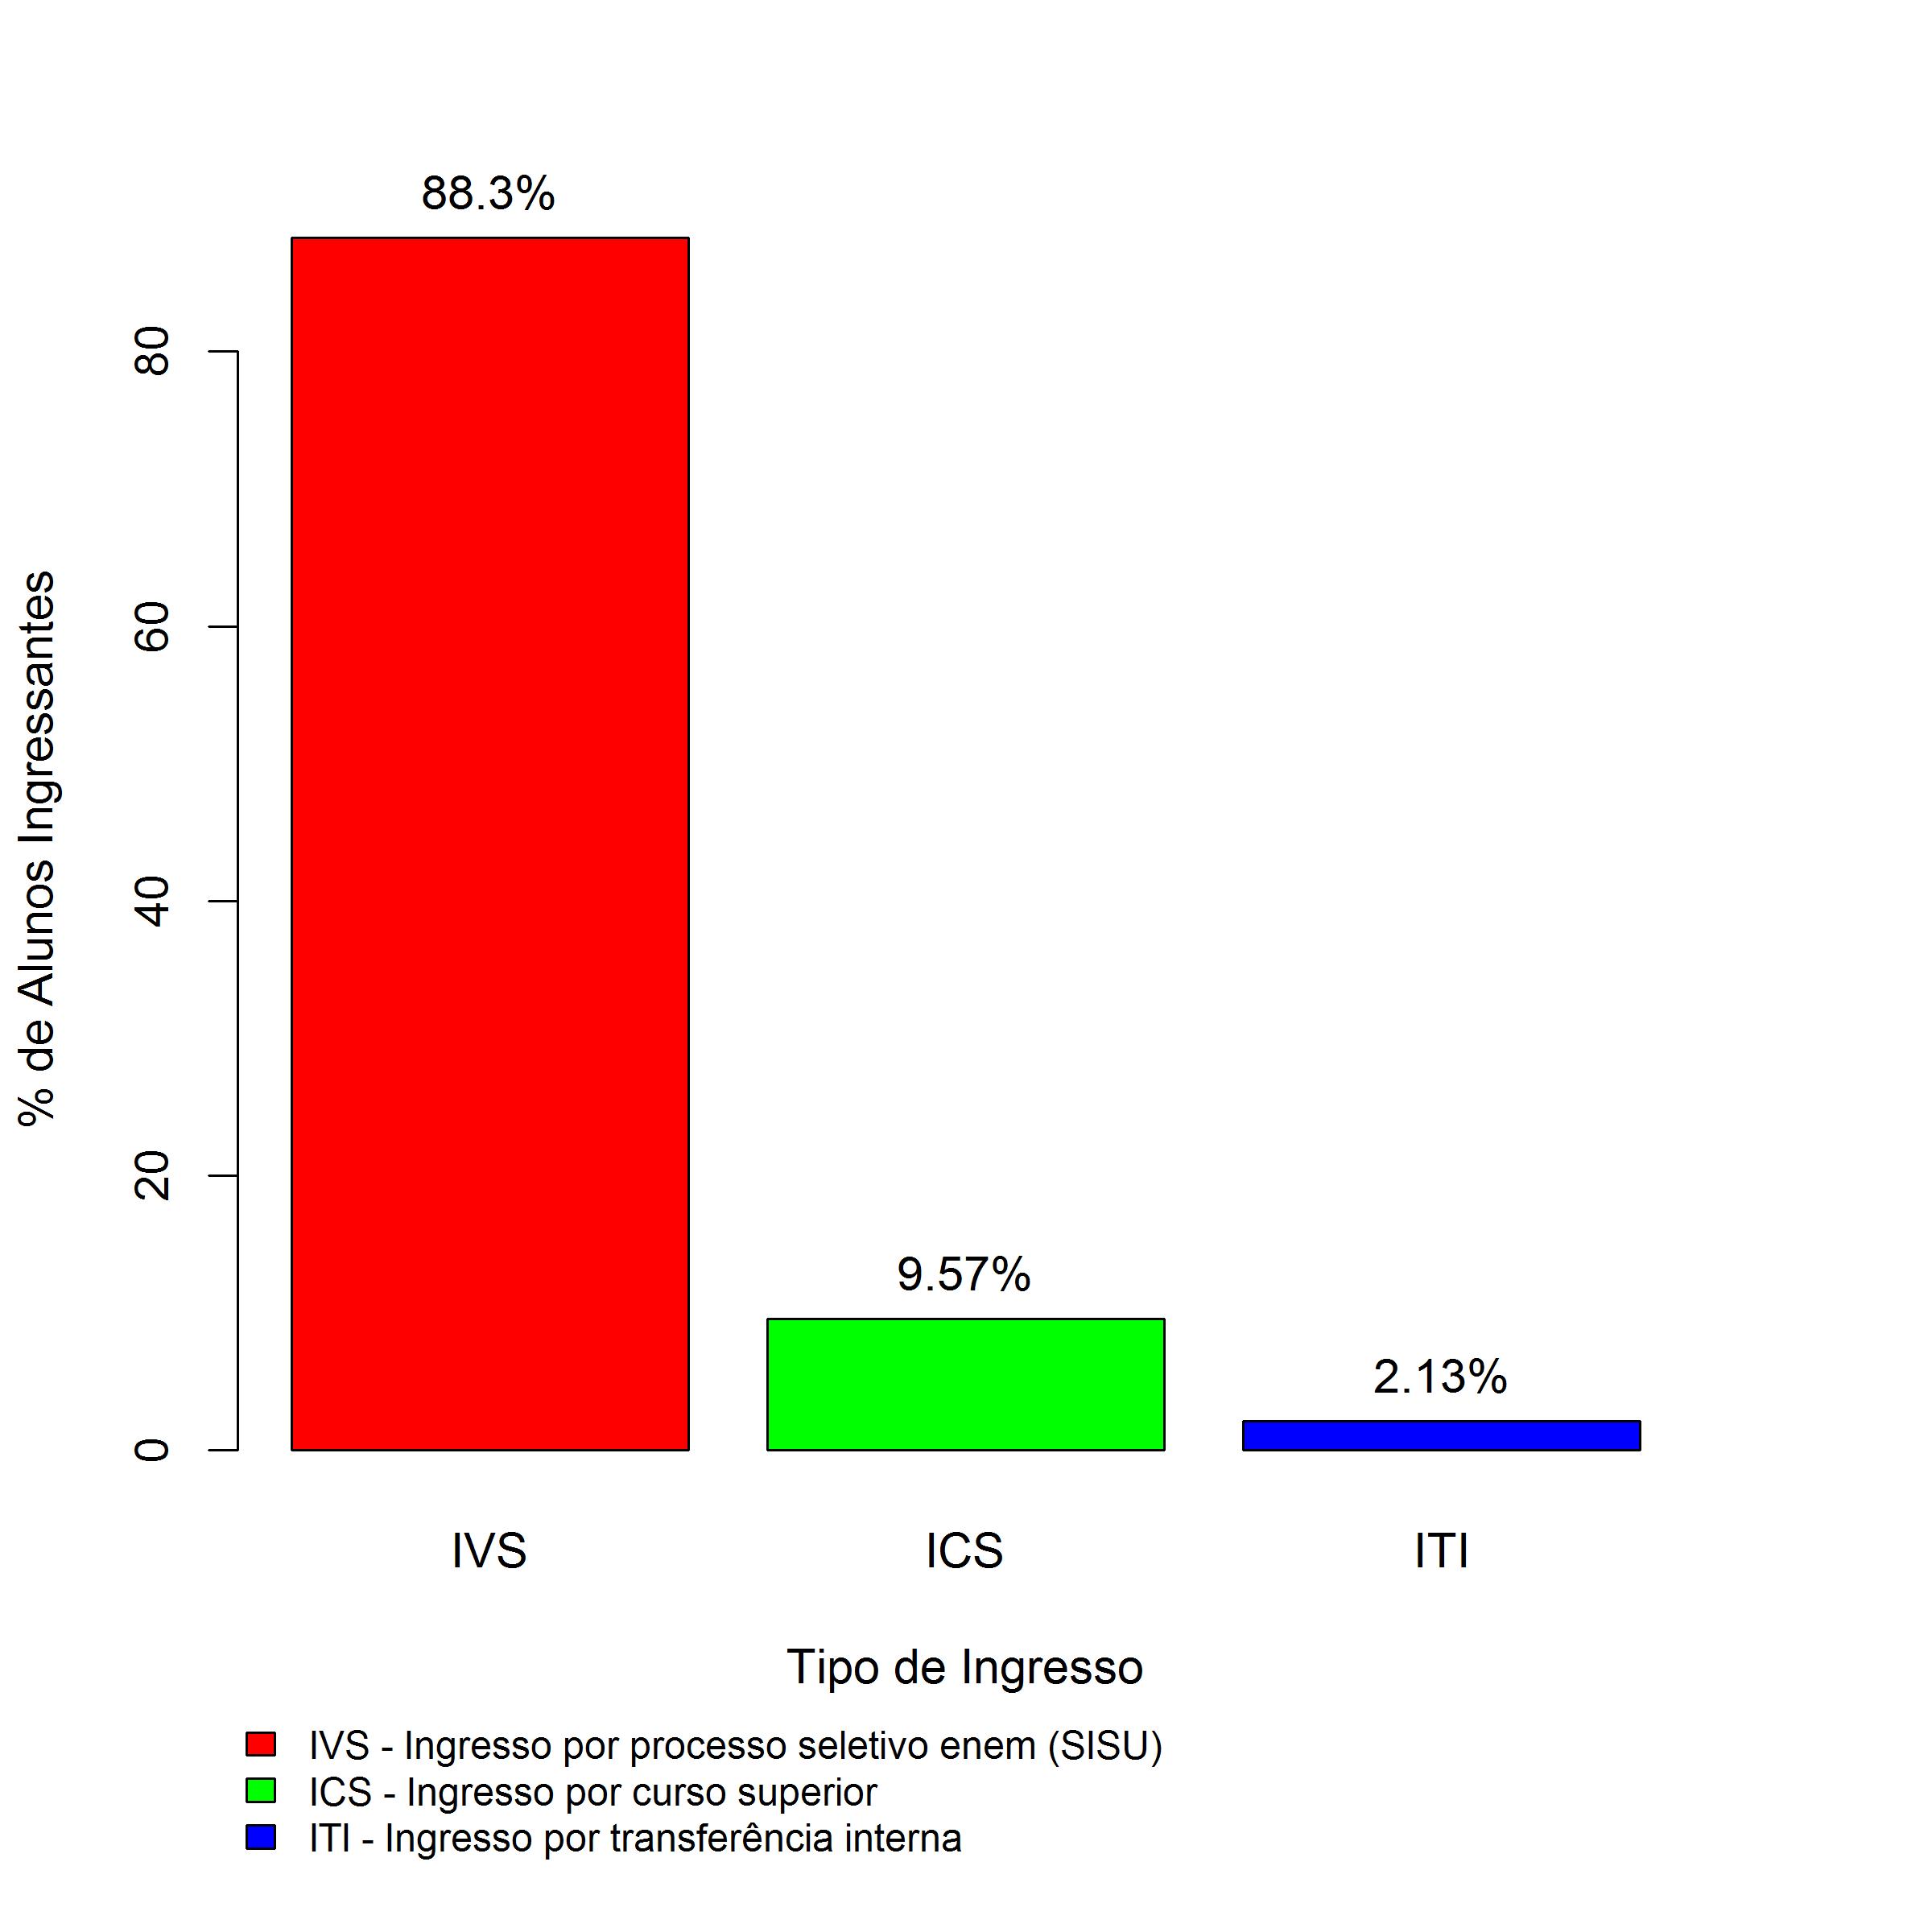 88.3%
80
60
40
20
0
% de Alunos Ingressantes
9.57%
2.13%
IVS
ICS
ITI
Tipo de Ingresso
IVS - Ingresso por processo seletivo enem (SISU)
ICS - Ingresso por curso superior
ITI - Ingresso por transferência interna